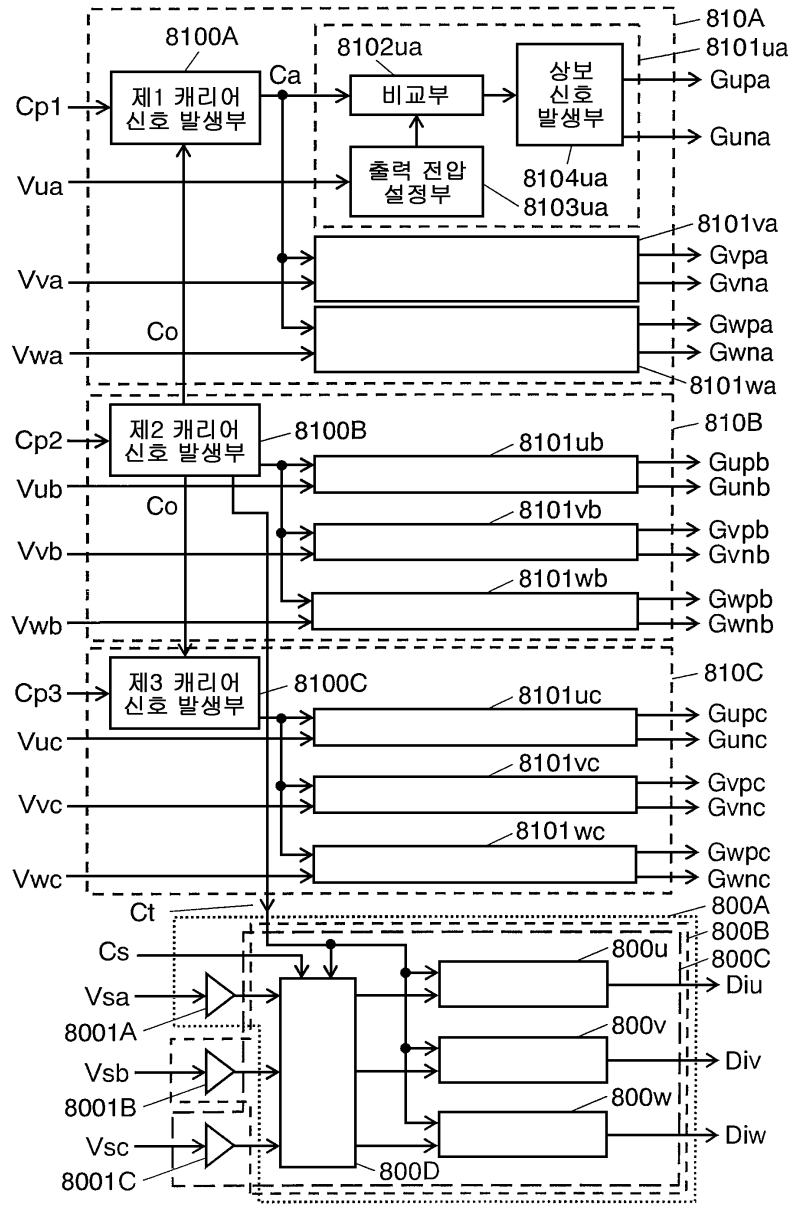 810A
8100A
8102ua
8101ua
Ca
Cp1
제1 캐리어
신호 발생부
비교부
상보
신호
발생부
Gupa
Guna
Vua
출력 전압
설정부
8104ua
8103ua
8101va
Gvpa
Vva
Gvna
Co
Gwpa
Vwa
Gwna
8101wa
Cp2
제2 캐리어
신호 발생부
8100B
810B
8101ub
Gupb
Vub
Gunb
Co
8101vb
Gvpb
Vvb
Gvnb
8101wb
Gwpb
Vwb
Gwnb
Cp3
제3 캐리어
신호 발생부
8100C
810C
8101uc
Gupc
Vuc
Gunc
8101vc
Gvpc
Vvc
Gvnc
8101wc
Gwpc
Vwc
Gwnc
Ct
800A
800B
Cs
800u
800C
Vsa
Diu
8001A
800v
Vsb
Div
8001B
800w
Vsc
Diw
8001C
800D